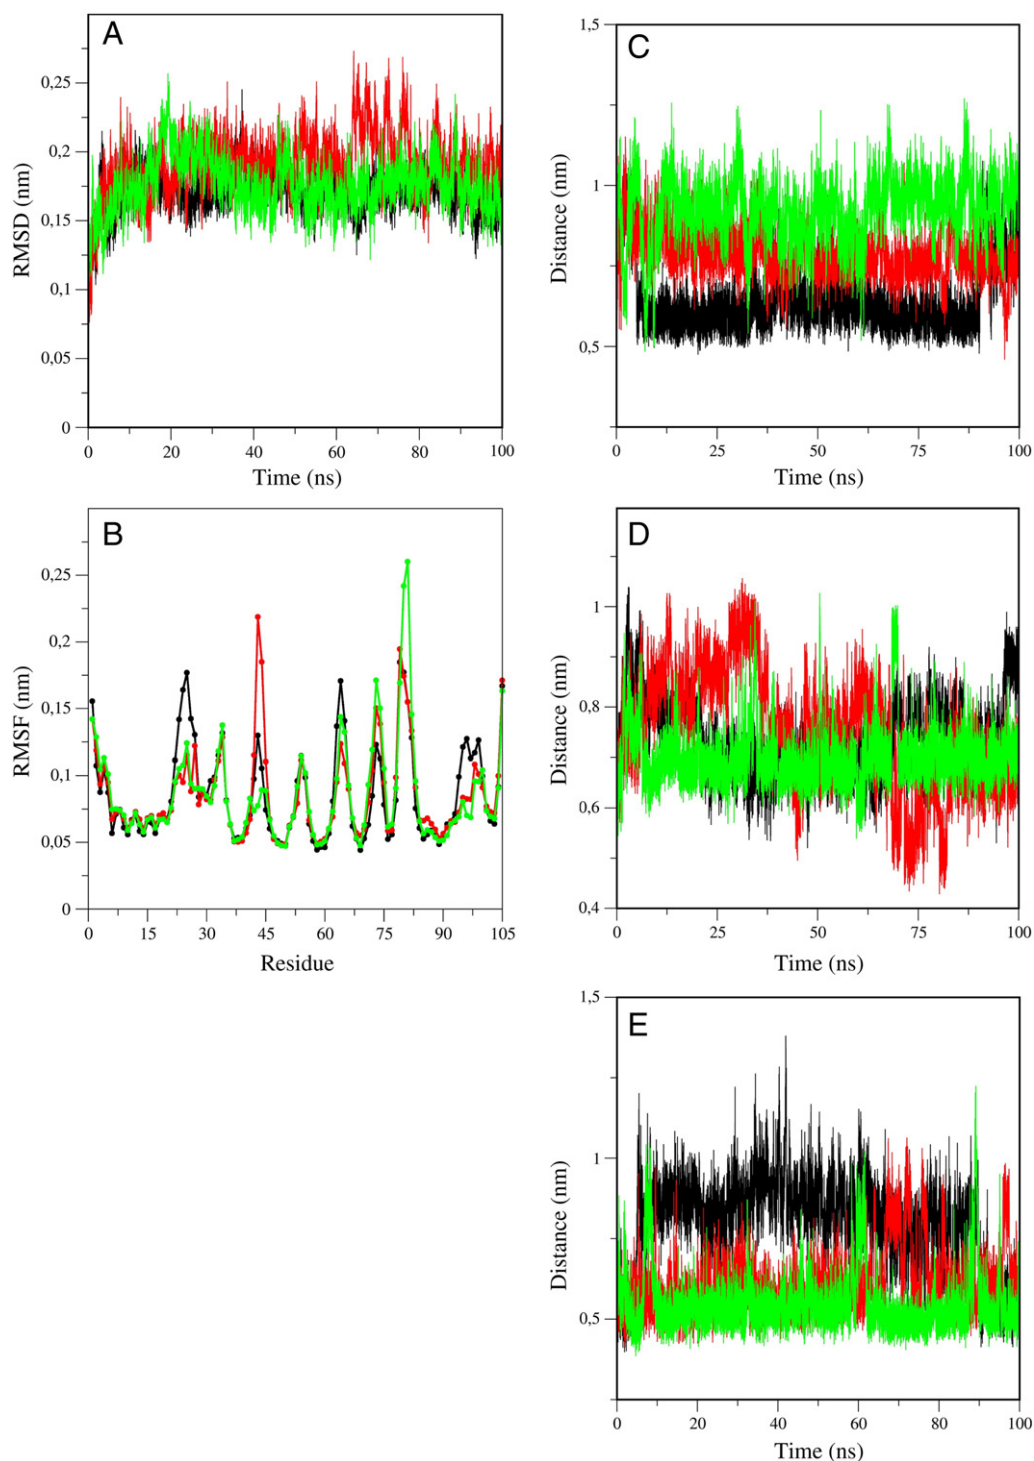 A
RMSD (nm)
0,25
0,2
0,15
0,1
0,05
0
0 20 40 60 80 100
Time (ns)
C
Distance (nm)
1,5
1
0,5
0 25 50 75 100
Time (ns)
B
RMSF (nm)
0,25
0,2
0,15
0,1
0,05
0
0 15 30 45 60 75 90 105
Residue
D
Distance (nm)
1
0,8
0,6
0,4
0 25 50 75 100
Time (ns)
E
Distance (nm)
1,5
1
0,5
0 20 40 60 80 100
Time (ns)